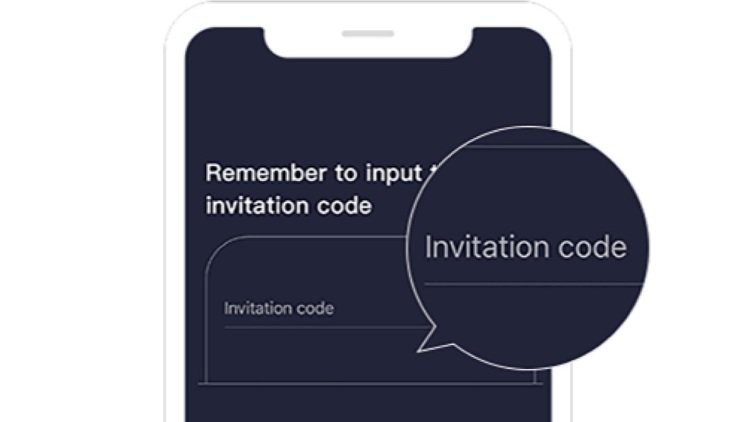 Remember to input
invitation code
Invitation code
Invitation code